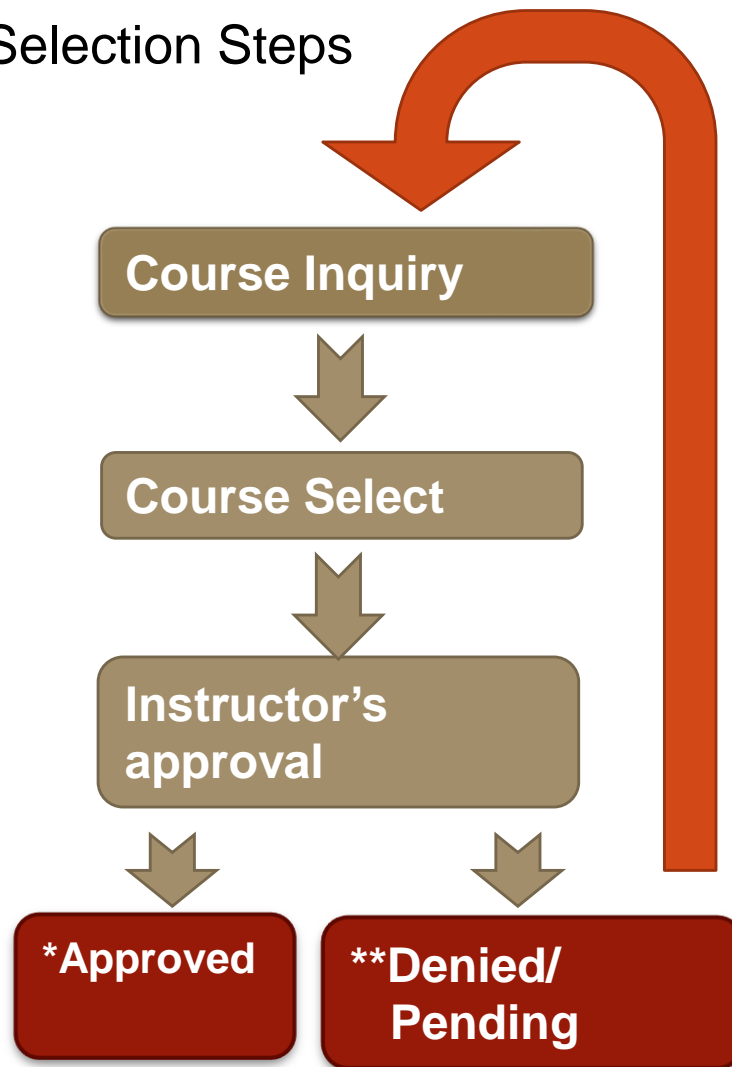 Selection Steps
Course Inquiry
Course Select
Instructor’s
approval
*Approved
**Denied/
Pending